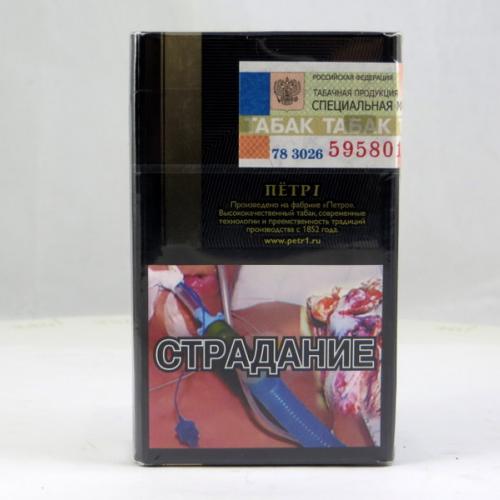 РОССИЙСКАЯ ФЕДЕРАЦИЯ
ТАБАЧНАЯ ПРОДУКЦИЯ
СПЕЦИАЛЬНАЯ М
АБАК ТАБАК Т
78 3026 595801
ПЁТР I
Произведено на фабрике «Петро».
Высококачественный табак, современные
технологии и преемственность традиций
производства с 1852 года.
www.petr1.ru
СТРАДАНИЕ